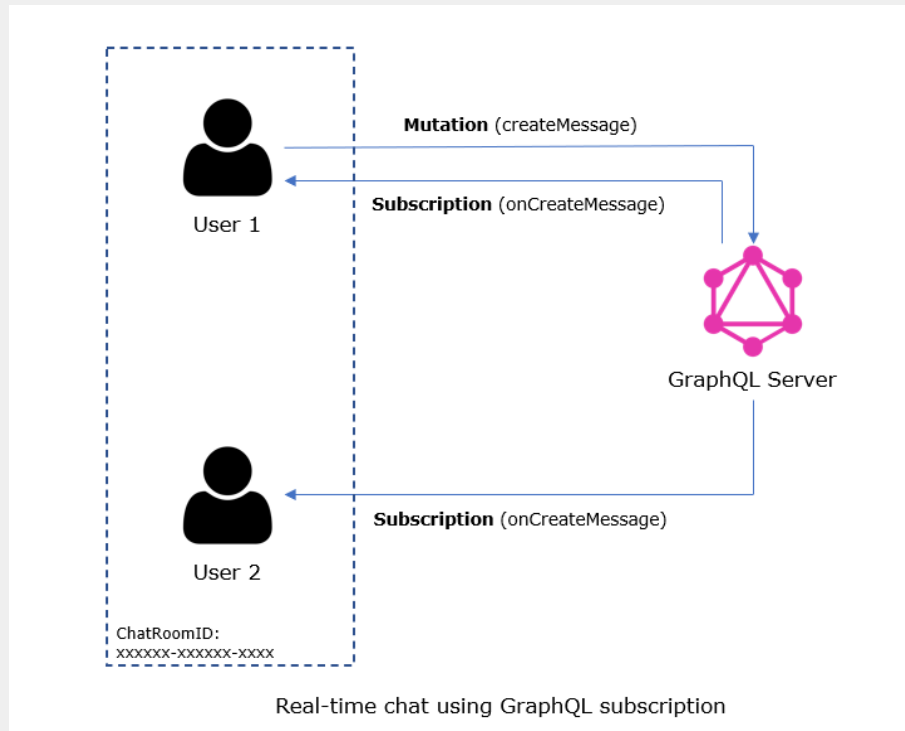 Mutation (createMessage)
Subscription (onCreateMessage)
User 1
GraphQL Server
Subscription (onCreateMessage)
User 2
ChatRoomID:
xxxxxx-xxxxxx-xxxx
Real-time chat using GraphQL subscription